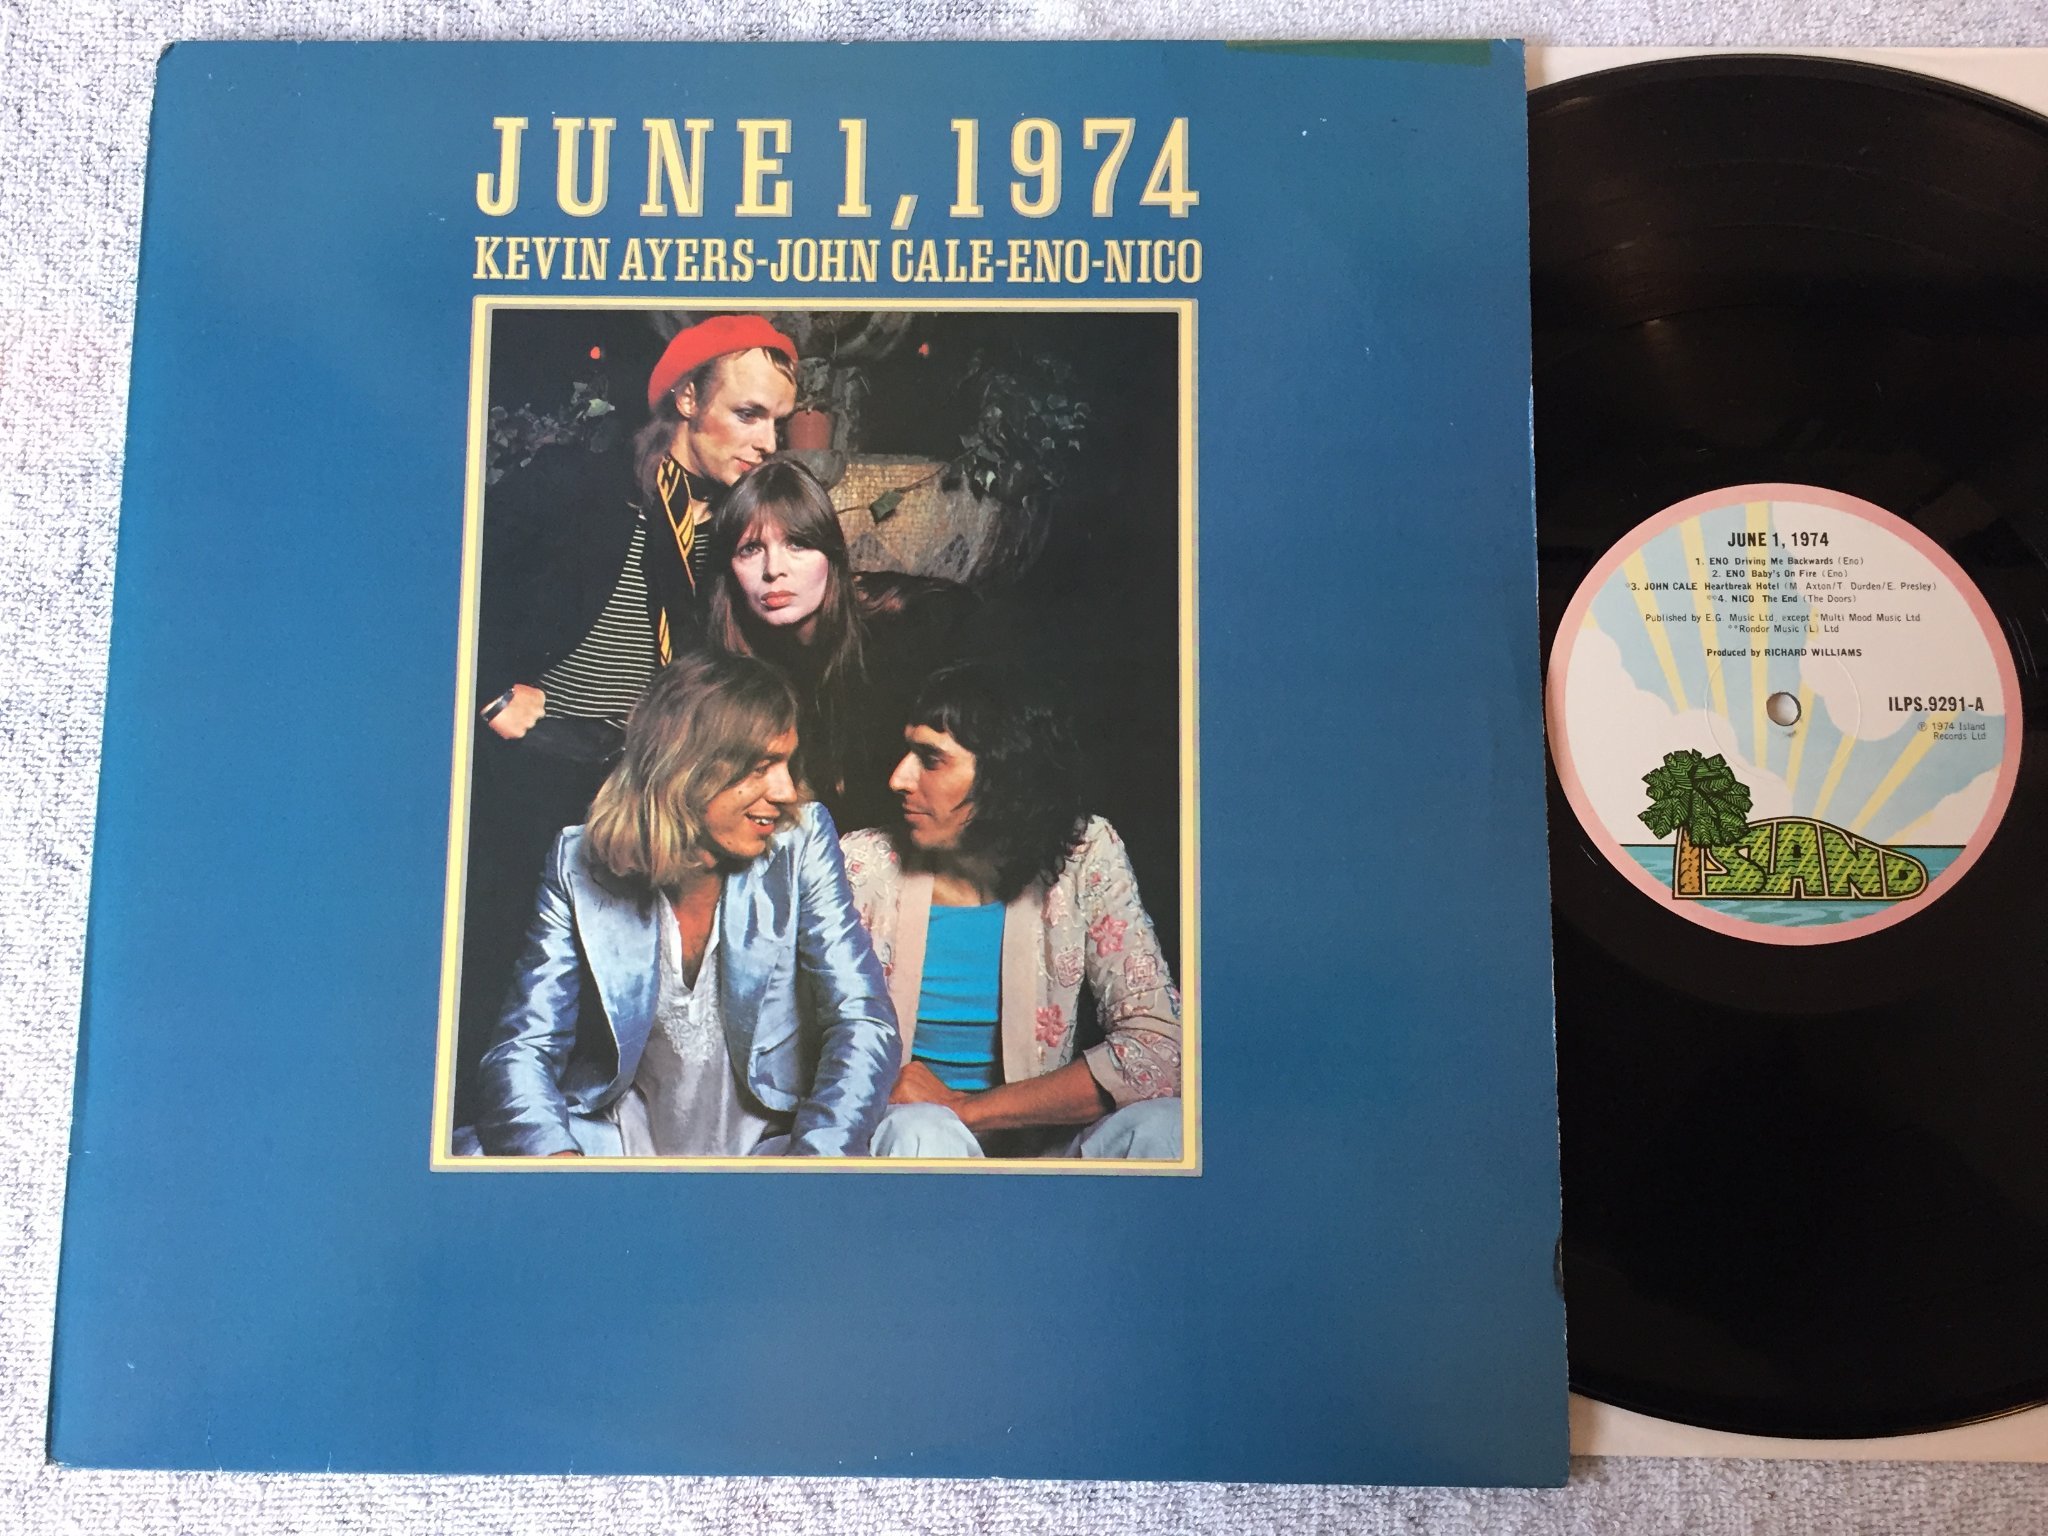 JUNE 1, 1974
KEVIN AYERS-JOHN CALE-ENO-NICO
JUNE 1, 1974
1. ENO Driving Me Backwards (Eno)
2. ENO Baby's On Fire (Eno)
*3. JOHN CALE Heartbreak Hotel (M. Axton/T. Durden/E. Presley)
**4. NICO The End (The Doors)
Published by E.G. Music Ltd. except *Multi Mood Music Ltd
**Rondor Music (L) Ltd
Produced by RICHARD WILLIAMS
ILPS.9291-A
℗ 1974 Island
Records Ltd
ISLAND